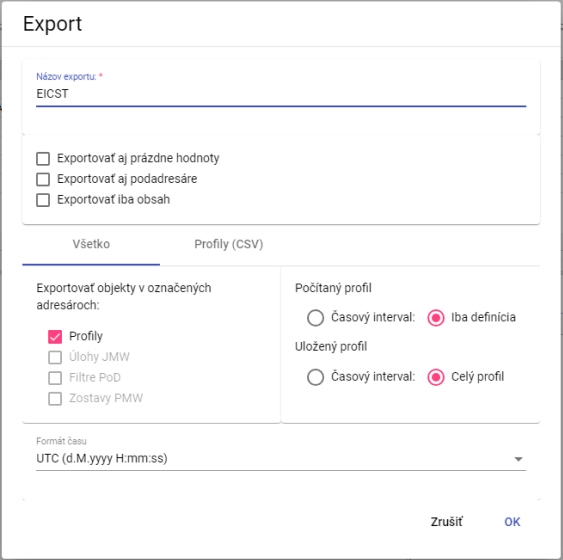 Export
Názov exportu: *
EICST
Exportovať aj prázdne hodnoty
Exportovať aj podadresáre
Exportovať iba obsah
Všetko
Profily (CSV)
Exportovať objekty v označených
adresároch:
Profily
Úlohy JMW
Filtre PoD
Zostavy PMW
Počítaný profil
Časový interval:
Iba definícia
Uložený profil
Časový interval:
Celý profil
Formát času
UTC (d.M.yyyy H:mm:ss)
Zrušiť
OK